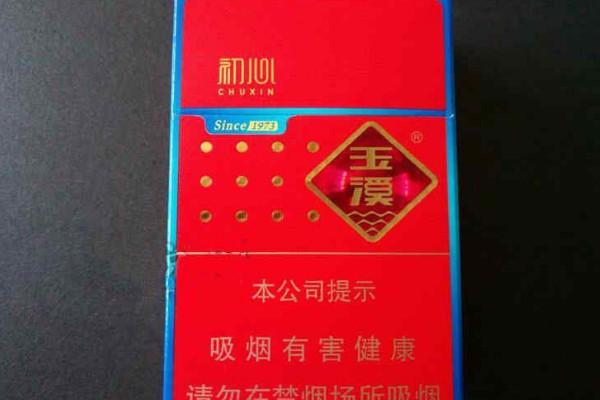 初心
CHUXIN
Since 1973
玉溪
®
本公司提示
吸烟有害健康
请勿在禁烟场所吸烟